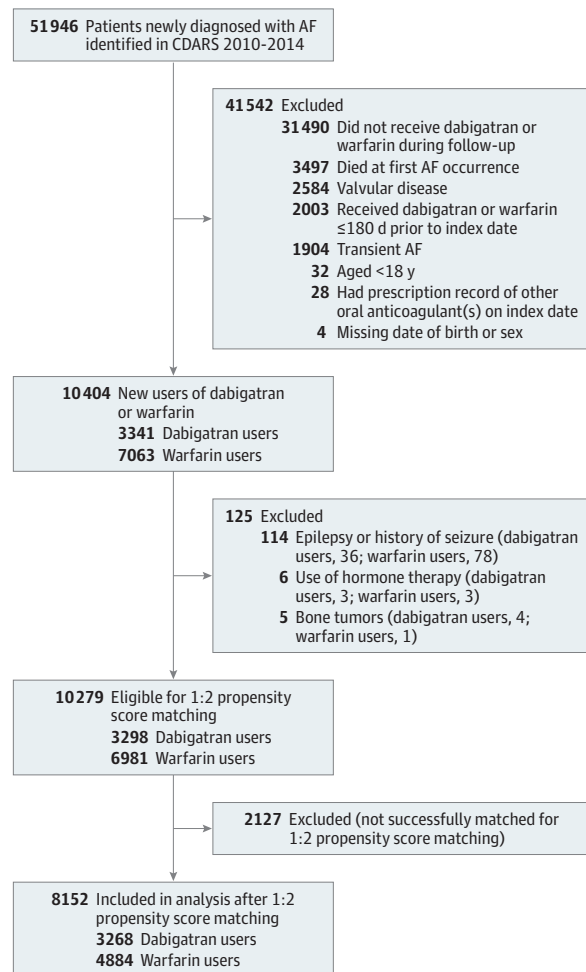 51946 Patients newly diagnosed with AF
identified in CDARS 2010-2014
41542 Excluded
31490 Did not receive dabigatran or
warfarin during follow-up
3497 Died at first AF occurrence
2584 Valvular disease
2003 Received dabigatran or warfarin
≤180 d prior to index date
1904 Transient AF
32 Aged <18 y
28 Had prescription record of other
oral anticoagulant(s) on index date
4 Missing date of birth or sex
10404 New users of dabigatran
or warfarin
3341 Dabigatran users
7063 Warfarin users
125 Excluded
114 Epilepsy or history of seizure (dabigatran
users, 36; warfarin users, 78)
6 Use of hormone therapy (dabigatran
users, 3; warfarin users, 3)
5 Bone tumors (dabigatran users, 4;
warfarin users, 1)
10279 Eligible for 1:2 propensity
score matching
3298 Dabigatran users
6981 Warfarin users
2127 Excluded (not successfully matched for
1:2 propensity score matching)
8152 Included in analysis after 1:2
propensity score matching
3268 Dabigatran users
4884 Warfarin users